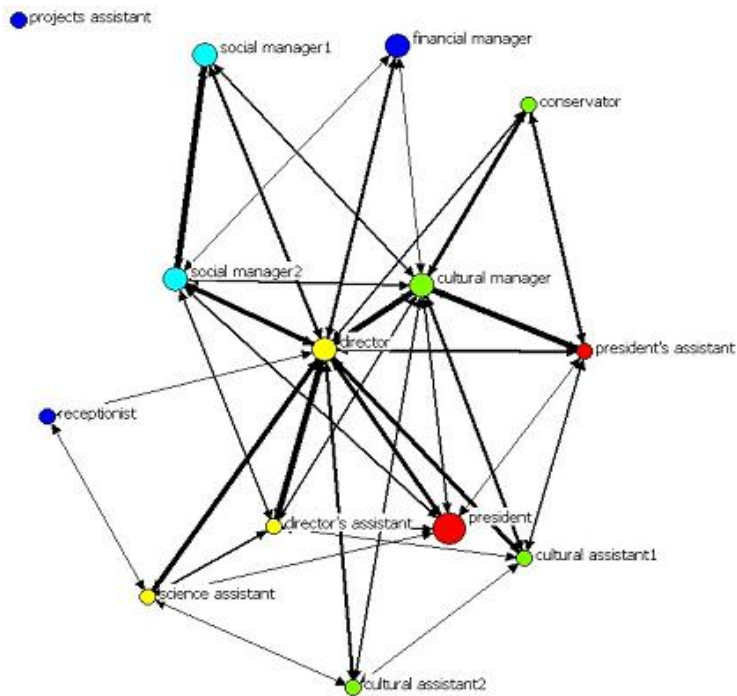 projects assistant
social manager1
financial manager
conservator
social manager2
cultural manager
director
president's assistant
receptionist
director's assistant
president
cultural assistant1
science assistant
cultural assistant2